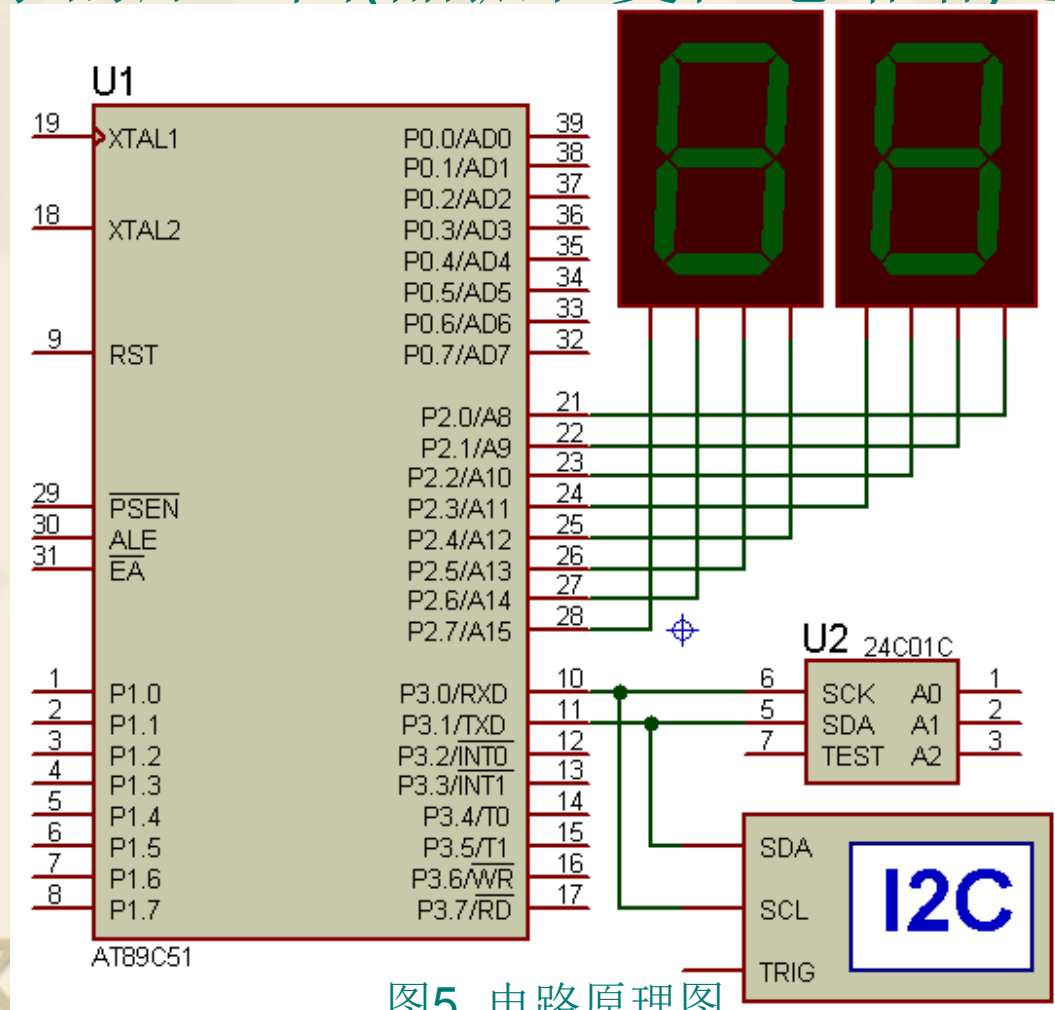 U1
19 XTAL1
18 XTAL2
9 RST
29 PSEN
30 ALE
31 EA
1 P1.0
2 P1.1
3 P1.2
4 P1.3
5 P1.4
6 P1.5
7 P1.6
8 P1.7
P0.0/AD0 39
P0.1/AD1 38
P0.2/AD2 37
P0.3/AD3 36
P0.4/AD4 35
P0.5/AD5 34
P0.6/AD6 33
P0.7/AD7 32
P2.0/A8 21
P2.1/A9 22
P2.2/A10 23
P2.3/A11 24
P2.4/A12 25
P2.5/A13 26
P2.6/A14 27
P2.7/A15 28
P3.0/RXD 10
P3.1/TXD 11
P3.2/INT0 12
P3.3/INT1 13
P3.4/T0 14
P3.5/T1 15
P3.6/WR 16
P3.7/RD 17
AT89C51
U2 24C01C
6 SCK A0 1
5 SDA A1 2
7 TEST A2 3
SDA
SCL
TRIG
I2C
图5 电路原理图